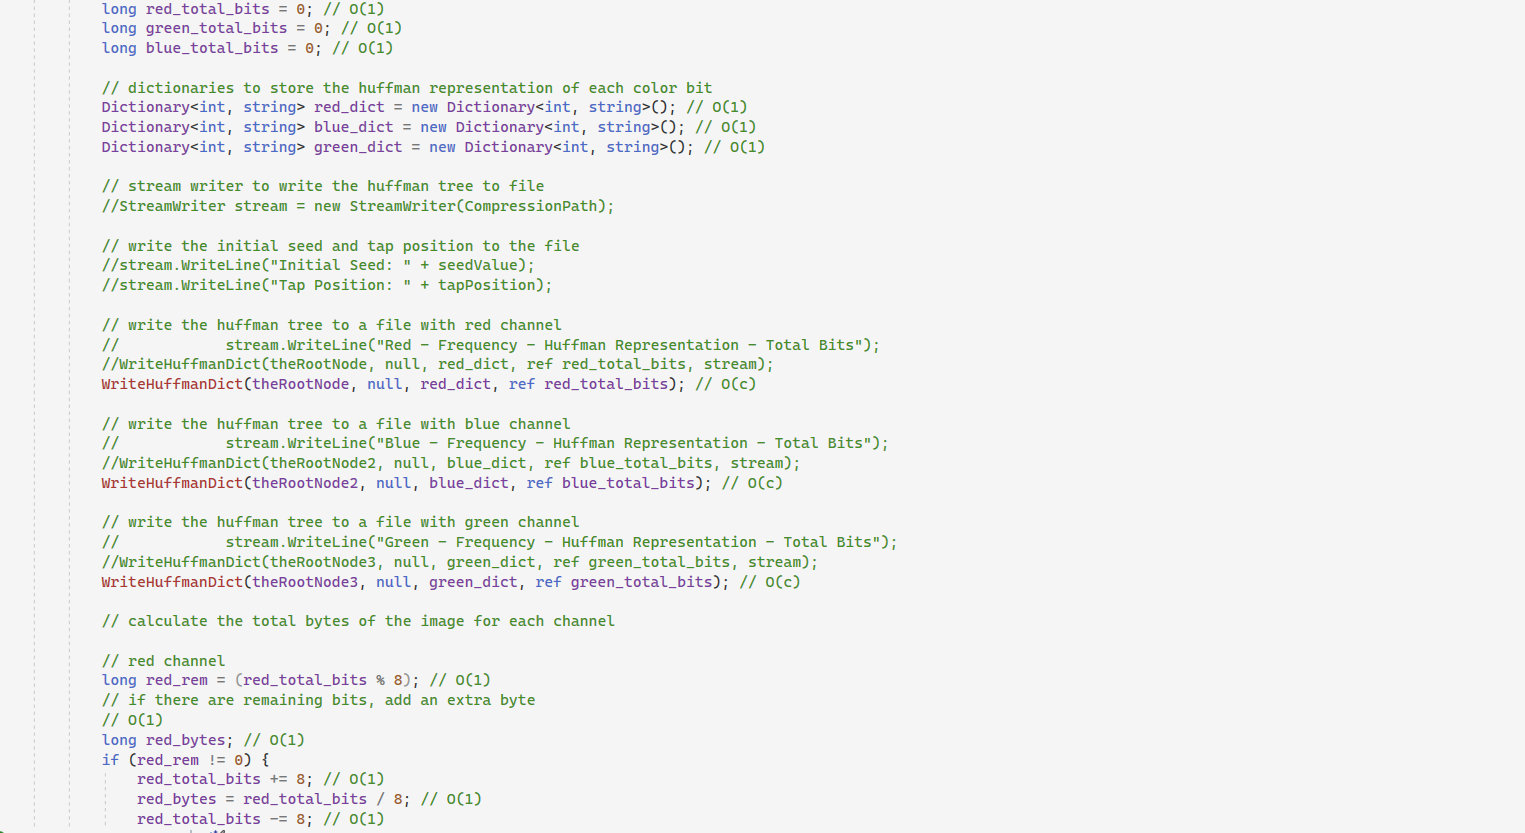 long red_total_bits = 0; // O(1)
long green_total_bits = 0; // O(1)
long blue_total_bits = 0; // O(1)
// dictionaries to store the huffman representation of each color bit
Dictionary<int, string> red_dict = new Dictionary<int, string>(); // O(1)
Dictionary<int, string> blue_dict = new Dictionary<int, string>(); // O(1)
Dictionary<int, string> green_dict = new Dictionary<int, string>(); // O(1)
// stream writer to write the huffman tree to file
//StreamWriter stream = new StreamWriter(CompressionPath);
// write the initial seed and tap position to the file
//stream.WriteLine("Initial Seed: " + seedValue);
//stream.WriteLine("Tap Position: " + tapPosition);
// write the huffman tree to a file with red channel
//            stream.WriteLine("Red - Frequency - Huffman Representation - Total Bits");
//WriteHuffmanDict(theRootNode, null, red_dict, ref red_total_bits, stream);
WriteHuffmanDict(theRootNode, null, red_dict, ref red_total_bits); // O(c)
// write the huffman tree to a file with blue channel
//            stream.WriteLine("Blue - Frequency - Huffman Representation - Total Bits");
//WriteHuffmanDict(theRootNode2, null, blue_dict, ref blue_total_bits, stream);
WriteHuffmanDict(theRootNode2, null, blue_dict, ref blue_total_bits); // O(c)
// write the huffman tree to a file with green channel
//            stream.WriteLine("Green - Frequency - Huffman Representation - Total Bits");
//WriteHuffmanDict(theRootNode3, null, green_dict, ref green_total_bits, stream);
WriteHuffmanDict(theRootNode3, null, green_dict, ref green_total_bits); // O(c)
// calculate the total bytes of the image for each channel
// red channel
long red_rem = (red_total_bits % 8); // O(1)
// if there are remaining bits, add an extra byte
// O(1)
long red_bytes; // O(1)
if (red_rem != 0) {
    red_total_bits += 8; // O(1)
    red_bytes = red_total_bits / 8; // O(1)
    red_total_bits -= 8; // O(1)